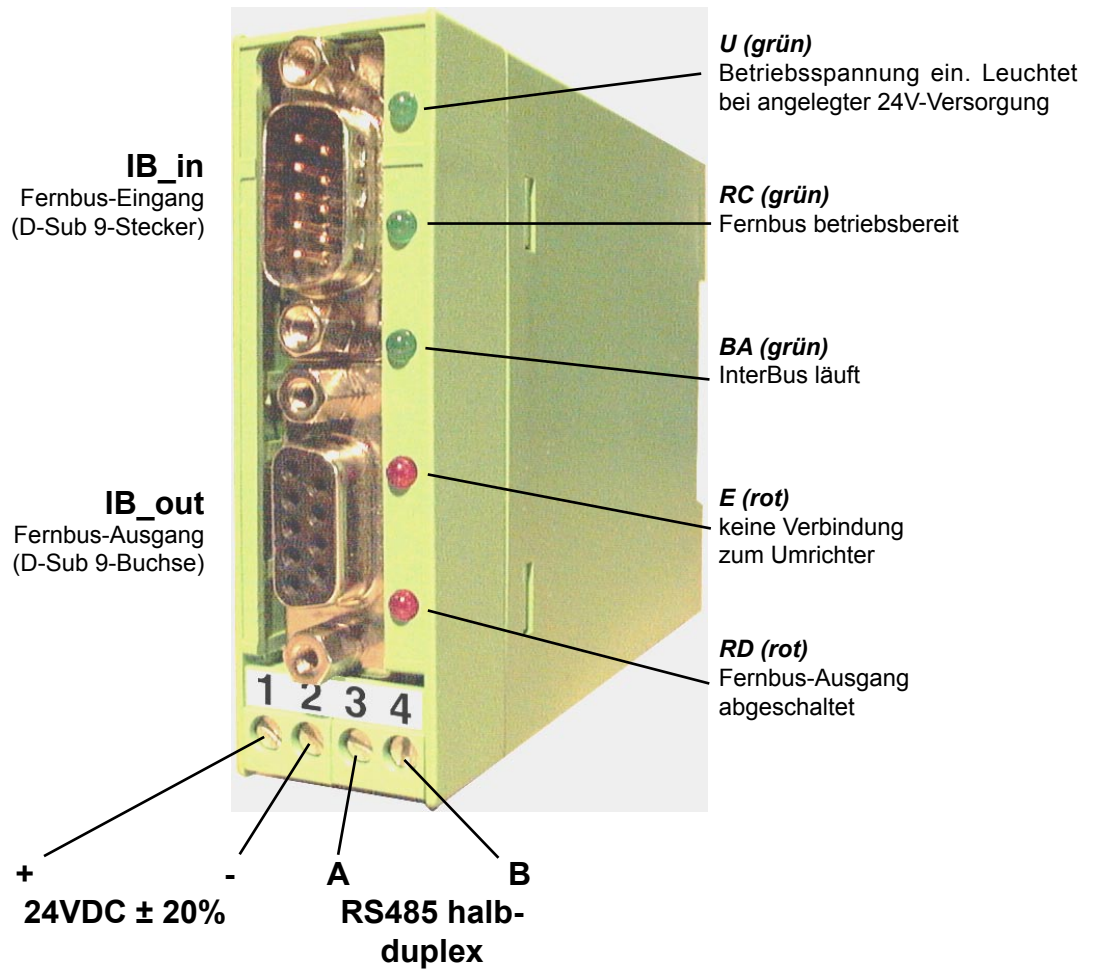 U (grün)
Betriebsspannung ein. Leuchtet
bei angelegter 24V-Versorgung
IB_in
Fernbus-Eingang
(D-Sub 9-Stecker)
RC (grün)
Fernbus betriebsbereit
BA (grün)
InterBus läuft
IB_out
Fernbus-Ausgang
(D-Sub 9-Buchse)
E (rot)
keine Verbindung
zum Umrichter
RD (rot)
Fernbus-Ausgang
abgeschaltet
1 2 3 4
+ - A B
24VDC ± 20%
RS485 halb-
duplex